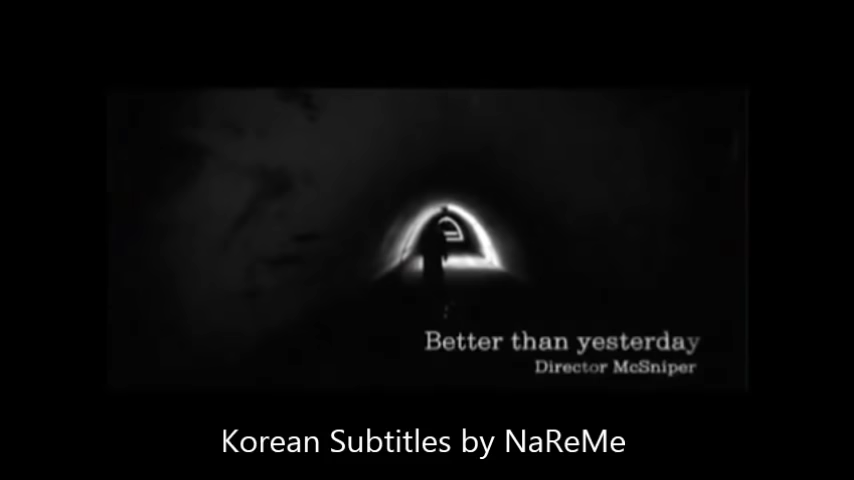 Better than yesterday
Director McSniper
Korean Subtitles by NaReMe